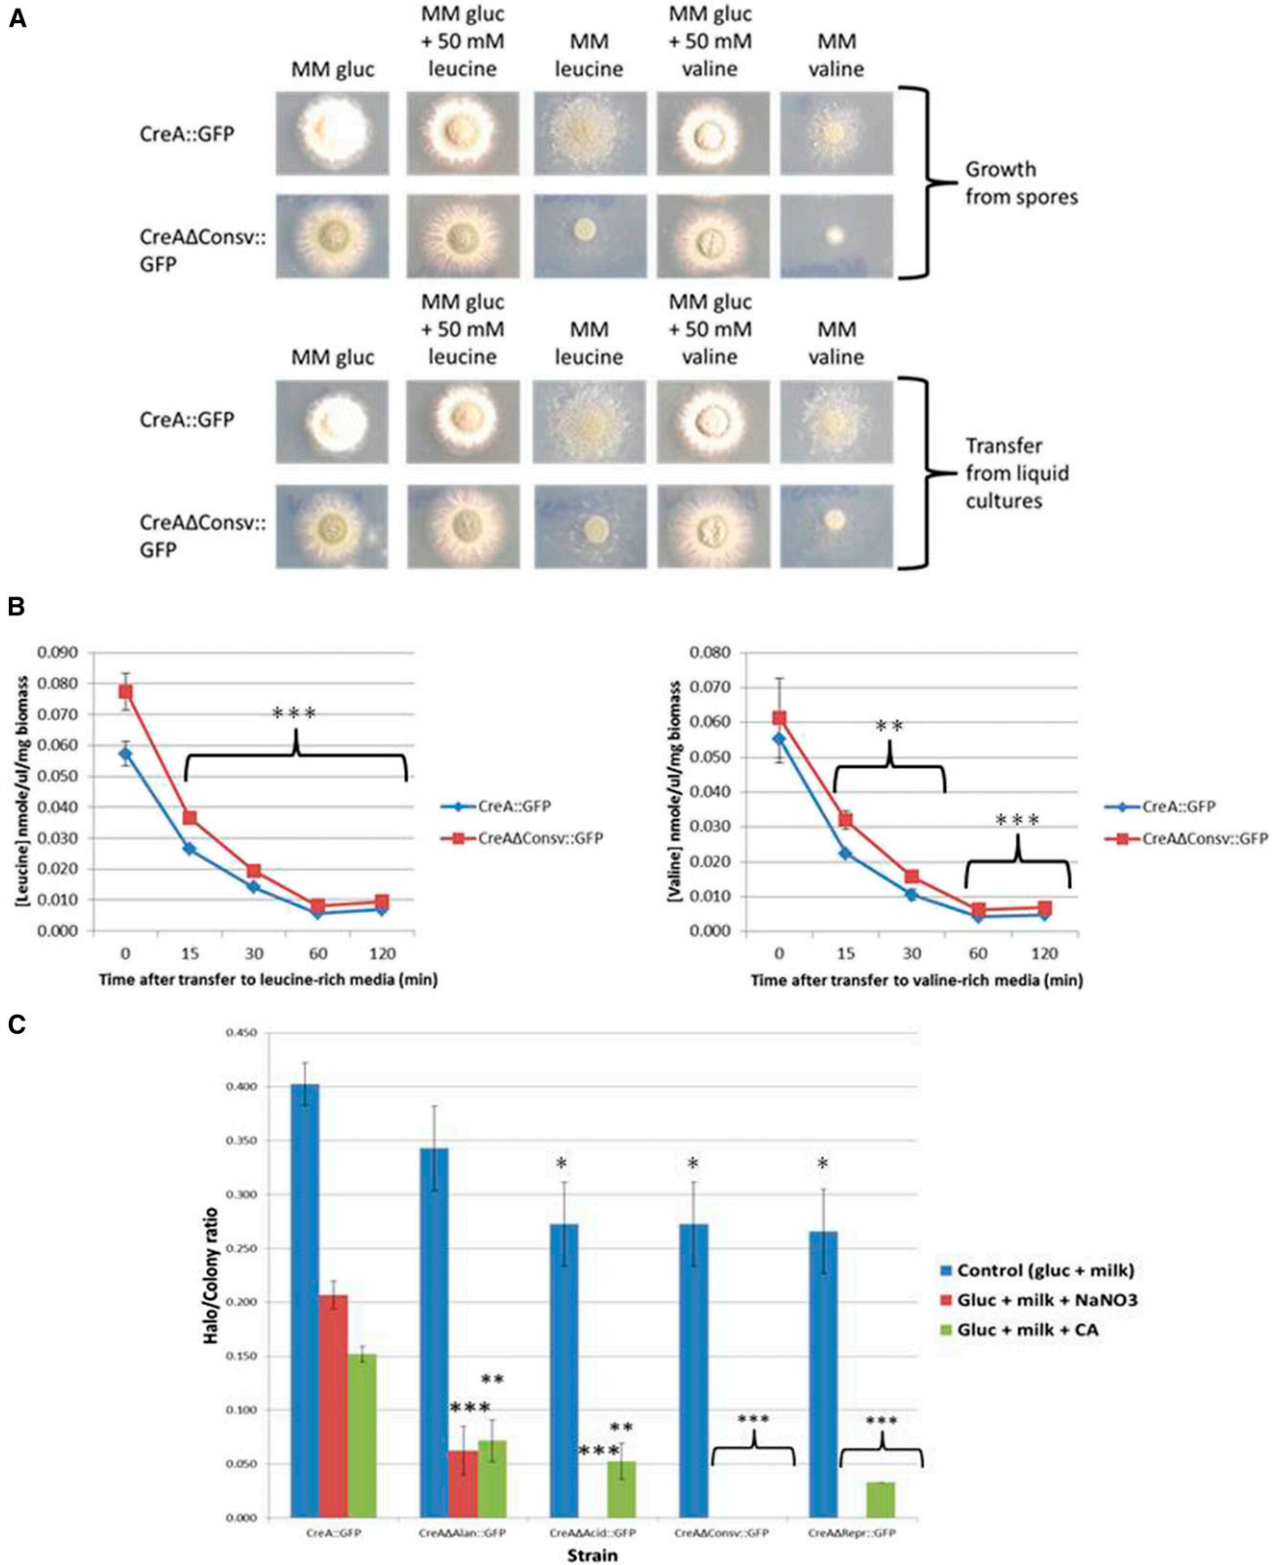 A
MM gluc
MM gluc
+ 50 mM
leucine
MM
leucine
MM gluc
+ 50 mM
valine
MM
valine
CreA::GFP
CreAΔConsv::
GFP
Growth
from spores
MM gluc
MM gluc
+ 50 mM
leucine
MM
leucine
MM gluc
+ 50 mM
valine
MM
valine
CreA::GFP
CreAΔConsv::
GFP
Transfer
from liquid
cultures
B
[Leucine] nmole/ul/mg biomass
0.090
0.080
0.070
0.060
0.050
0.040
0.030
0.020
0.010
0.000
***
0 15 30 60 120
Time after transfer to leucine-rich media (min)
CreA::GFP
CreAΔConsv::GFP
[Valine] nmole/ul/mg biomass
0.080
0.070
0.060
0.050
0.040
0.030
0.020
0.010
0.000
**
***
0 15 30 60 120
Time after transfer to valine-rich media (min)
CreA::GFP
CreAΔConsv::GFP
C
Halo/Colony ratio
0.450
0.400
0.350
0.300
0.250
0.200
0.150
0.100
0.050
0.000
*** ** * *** ** * *** * ***
CreA::GFP CreAΔAlan::GFP CreAΔAcid::GFP CreAΔConsv::GFP CreAΔRepr::GFP
Strain
Control (gluc + milk)
Gluc + milk + NaNO3
Gluc + milk + CA